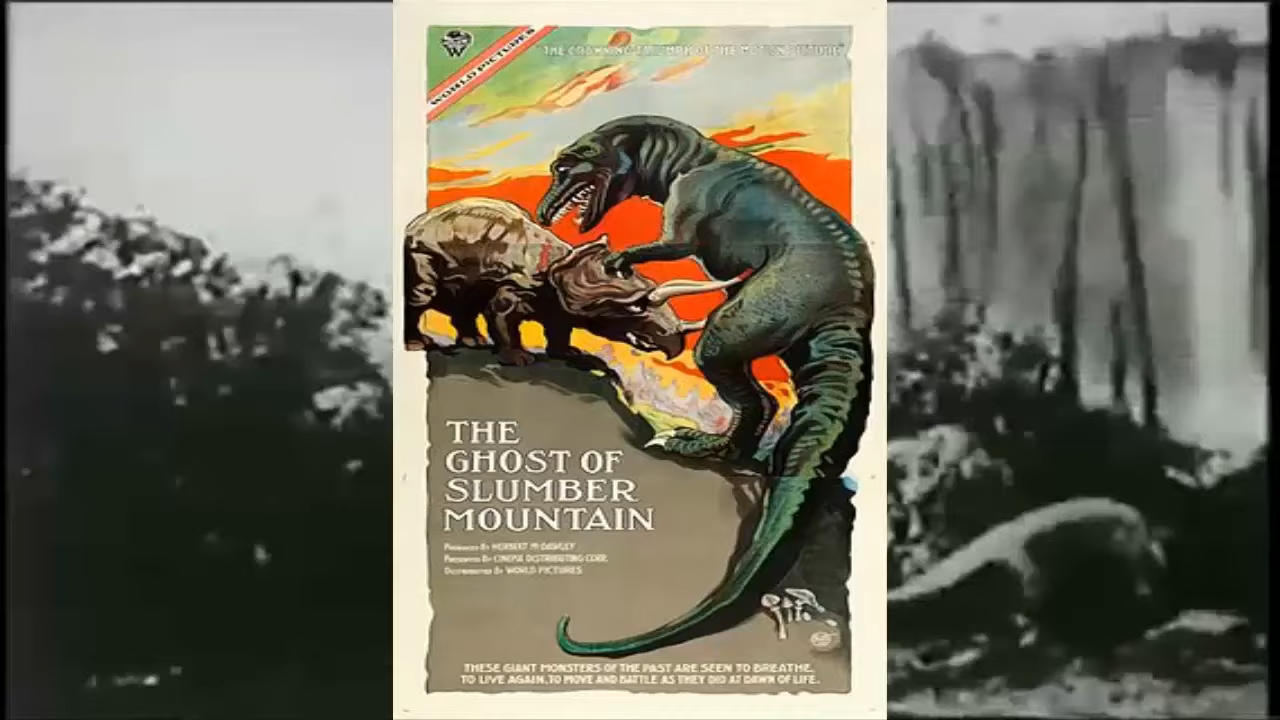 WORLD PICTURES
"THE CROWNING TRIUMPH OF THE MOTION PICTURE"
THE
GHOST OF
SLUMBER
MOUNTAIN
PRODUCED BY HERBERT M DAWLEY
PRESENTED BY CINEMA DISTRIBUTING CORP.
DISTRIBUTED BY WORLD PICTURES
THESE GIANT MONSTERS OF THE PAST ARE SEEN TO BREATHE,
TO LIVE AGAIN, TO MOVE AND BATTLE AS THEY DID AT DAWN OF LIFE.